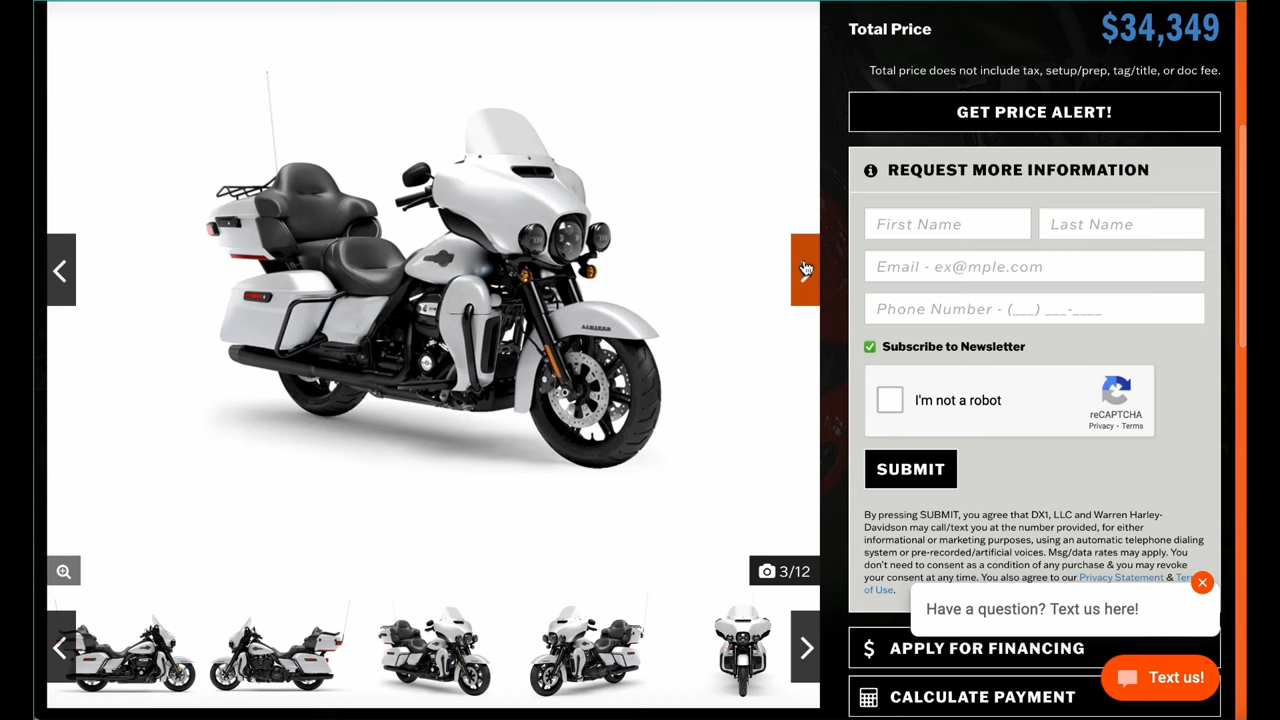 Total Price
$34,349
Total price does not include tax, setup/prep, tag/title, or doc fee.
GET PRICE ALERT!
REQUEST MORE INFORMATION
First Name
Last Name
Email - ex@mple.com
Phone Number - (___) ___-____
Subscribe to Newsletter
I'm not a robot
reCAPTCHA
Privacy - Terms
SUBMIT
By pressing SUBMIT, you agree that DX1, LLC and Warren Harley-
Davidson may call/text you at the number provided, for either
informational or marketing purposes, using an automatic telephone dialing
system or pre-recorded/artificial voices. Msg/data rates may apply. You
don't need to consent as a condition of any purchase & you may revoke
your consent at any time. You also agree to our Privacy Statement & Ter
of Use.
Have a question? Text us here!
$ APPLY FOR FINANCING
Text us!
CALCULATE PAYMENT
3/12